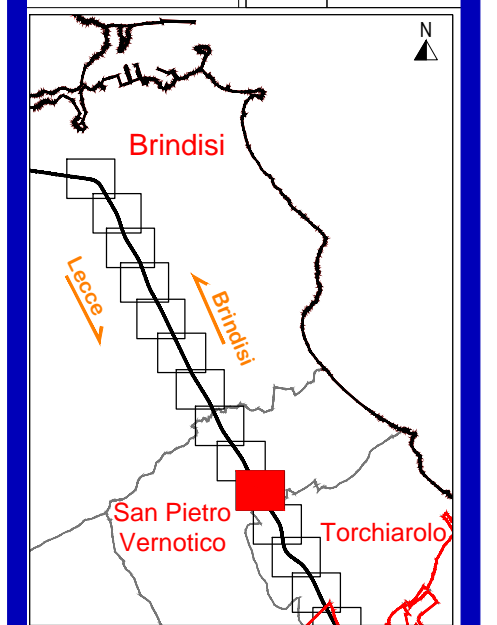 N
Brindisi
Lecce
Brindisi
San Pietro
Vernotico
Torchiarolo